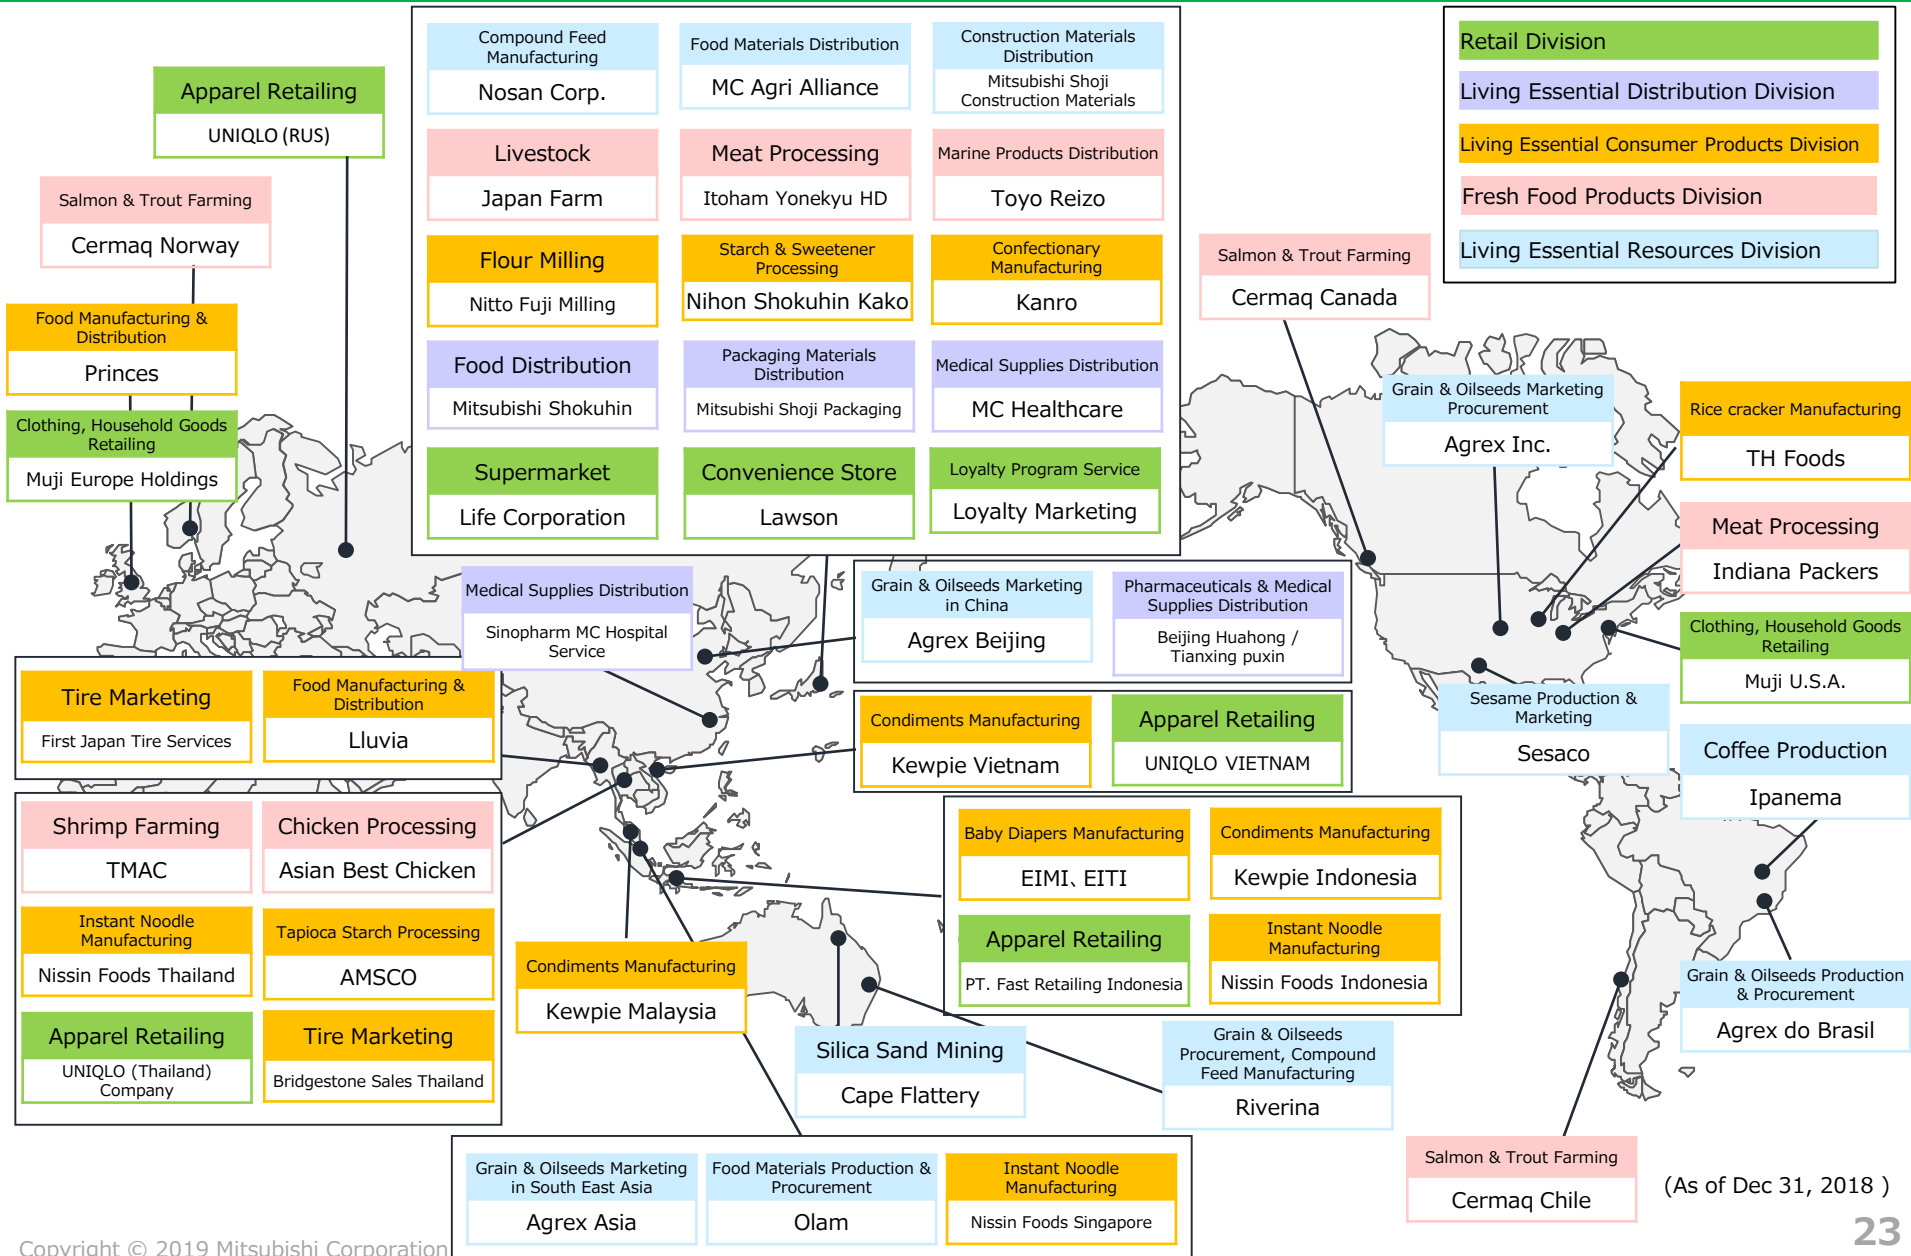 Apparel Retailing
UNIQLO (RUS)
Salmon & Trout Farming
Cermaq Norway
Food Manufacturing &
Distribution
Princes
Clothing, Household Goods
Retailing
Muji Europe Holdings
Compound Feed
Manufacturing
Nosan Corp.
Food Materials Distribution
MC Agri Alliance
Construction Materials
Distribution
Mitsubishi Shoji
Construction Materials
Livestock
Japan Farm
Meat Processing
Itoham Yonekyu HD
Marine Products Distribution
Toyo Reizo
Flour Milling
Nitto Fuji Milling
Starch & Sweetener
Processing
Nihon Shokuhin Kako
Confectionary
Manufacturing
Kanro
Food Distribution
Mitsubishi Shokuhin
Packaging Materials
Distribution
Mitsubishi Shoji Packaging
Medical Supplies Distribution
MC Healthcare
Supermarket
Life Corporation
Convenience Store
Lawson
Loyalty Program Service
Loyalty Marketing
Retail Division
Living Essential Distribution Division
Living Essential Consumer Products Division
Fresh Food Products Division
Living Essential Resources Division
Salmon & Trout Farming
Cermaq Canada
Grain & Oilseeds Marketing
Procurement
Agrex Inc.
Rice cracker Manufacturing
TH Foods
Meat Processing
Indiana Packers
Clothing, Household Goods
Retailing
Muji U.S.A.
Sesame Production &
Marketing
Sesaco
Coffee Production
Ipanema
Grain & Oilseeds Production
& Procurement
Agrex do Brasil
Salmon & Trout Farming
Cermaq Chile
Medical Supplies Distribution
Sinopharm MC Hospital
Service
Grain & Oilseeds Marketing
in China
Agrex Beijing
Pharmaceuticals & Medical
Supplies Distribution
Beijing Huahong /
Tianxing puxin
Tire Marketing
First Japan Tire Services
Food Manufacturing &
Distribution
Lluvia
Condiments Manufacturing
Kewpie Vietnam
Apparel Retailing
UNIQLO VIETNAM
Shrimp Farming
TMAC
Chicken Processing
Asian Best Chicken
Instant Noodle
Manufacturing
Nissin Foods Thailand
Tapioca Starch Processing
AMSCO
Apparel Retailing
UNIQLO (Thailand)
Company
Tire Marketing
Bridgestone Sales Thailand
Condiments Manufacturing
Kewpie Malaysia
Baby Diapers Manufacturing
EIMI、EITI
Condiments Manufacturing
Kewpie Indonesia
Apparel Retailing
PT. Fast Retailing Indonesia
Instant Noodle
Manufacturing
Nissin Foods Indonesia
Silica Sand Mining
Cape Flattery
Grain & Oilseeds
Procurement, Compound
Feed Manufacturing
Riverina
Grain & Oilseeds Marketing
in South East Asia
Agrex Asia
Food Materials Production &
Procurement
Olam
Instant Noodle
Manufacturing
Nissin Foods Singapore
(As of Dec 31, 2018 )
Copyright © 2019 Mitsubishi Corporation
23